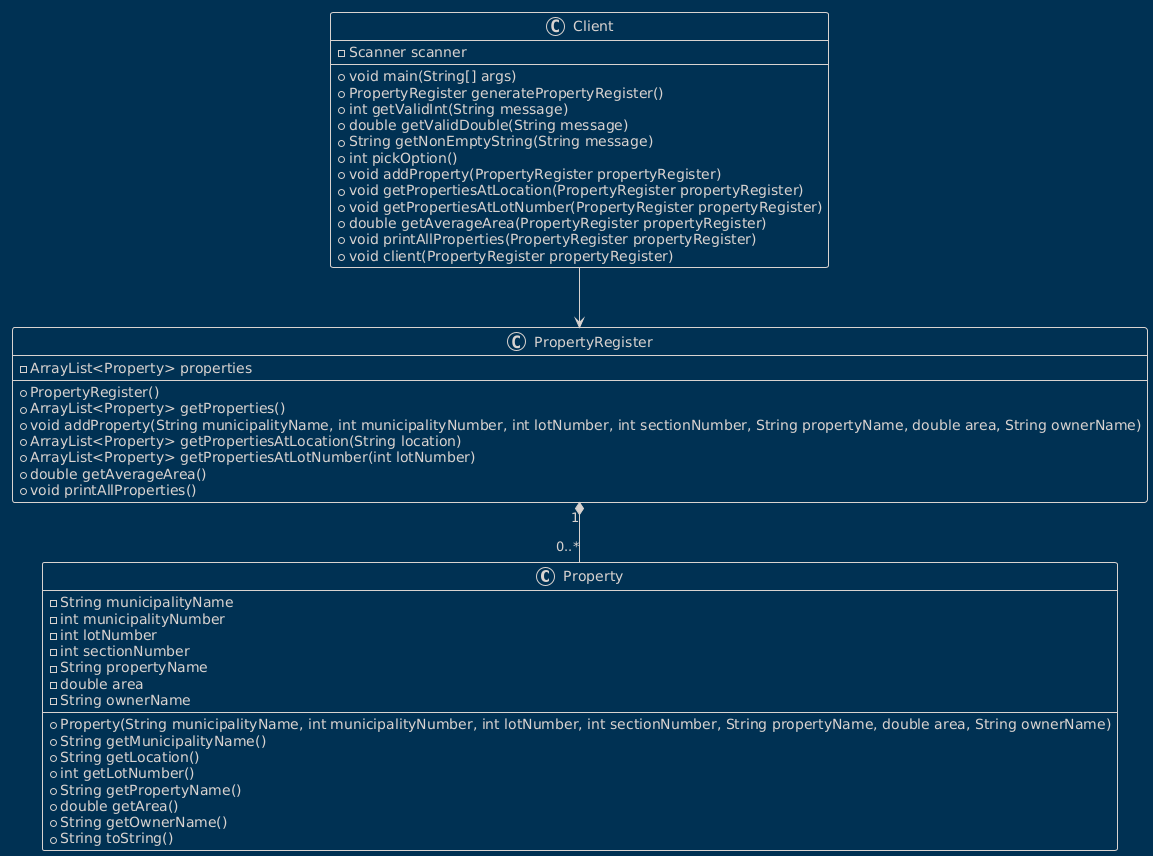 C Client
Scanner scanner
void main(String[] args)
PropertyRegister generatePropertyRegister()
int getValidInt(String message)
double getValidDouble(String message)
String getNonEmptyString(String message)
int pickOption()
void addProperty(PropertyRegister propertyRegister)
void getPropertiesAtLocation(PropertyRegister propertyRegister)
void getPropertiesAtLotNumber(PropertyRegister propertyRegister)
double getAverageArea(PropertyRegister propertyRegister)
void printAllProperties(PropertyRegister propertyRegister)
void client(PropertyRegister propertyRegister)
C PropertyRegister
ArrayList<Property> properties
PropertyRegister()
ArrayList<Property> getProperties()
void addProperty(String municipalityName, int municipalityNumber, int lotNumber, int sectionNumber, String propertyName, double area, String ownerName)
ArrayList<Property> getPropertiesAtLocation(String location)
ArrayList<Property> getPropertiesAtLotNumber(int lotNumber)
double getAverageArea()
void printAllProperties()
1
0..*
C Property
String municipalityName
int municipalityNumber
int lotNumber
int sectionNumber
String propertyName
double area
String ownerName
Property(String municipalityName, int municipalityNumber, int lotNumber, int sectionNumber, String propertyName, double area, String ownerName)
String getMunicipalityName()
String getLocation()
int getLotNumber()
String getPropertyName()
double getArea()
String getOwnerName()
String toString()